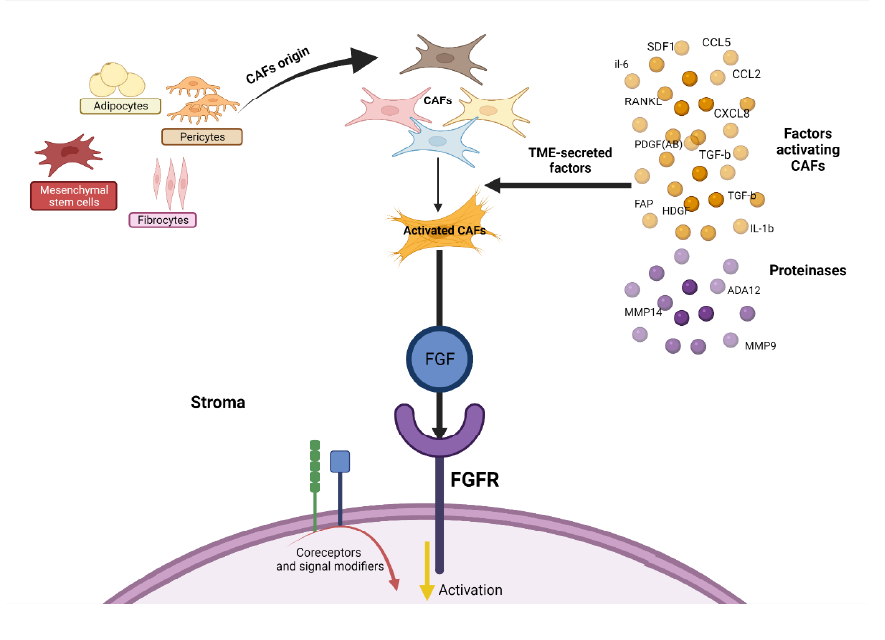 CAFs origin
Adipocytes
Pericytes
Mesenchymal
stem cells
Fibrocytes
CAFs
Activated CAFs
TME-secreted
factors
SDF1
CCL5
il-6
CCL2
RANKL
CXCL8
PDGF(AB)
TGF-b
FAP
HDGF
TGF-b
IL-1b
Factors
activating
CAFs
Proteinases
ADA12
MMP14
MMP9
FGF
Stroma
FGFR
Coreceptors
and signal modifiers
Activation